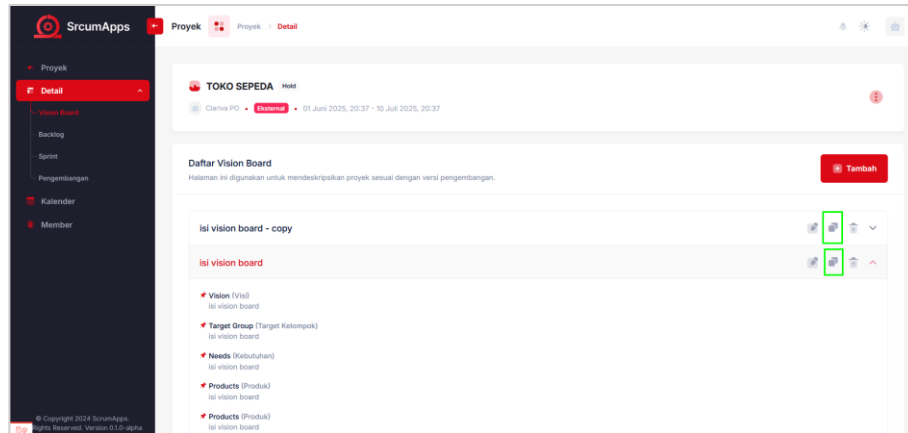 SrcumApps
Proyek
Proyek > Detail
Proyek
Detail
Vision Board
Backlog
Sprint
Pengembangan
Kalender
Member
TOKO SEPEDA Hold
Clariva PO • Eksternal • 01 Juni 2025, 20:37 - 10 Juli 2025, 20:37
Daftar Vision Board
Halaman ini digunakan untuk mendeskripsikan proyek sesuai dengan versi pengembangan.
Tambah
isi vision board - copy
isi vision board
Vision (Visi)
isi vision board
Target Group (Target Kelompok)
isi vision board
Needs (Kebutuhan)
isi vision board
Products (Produk)
isi vision board
Products (Produk)
isi vision board
© Copyright 2024 ScrumApps.
Rights Reserved. Version 0.1.0-alpha